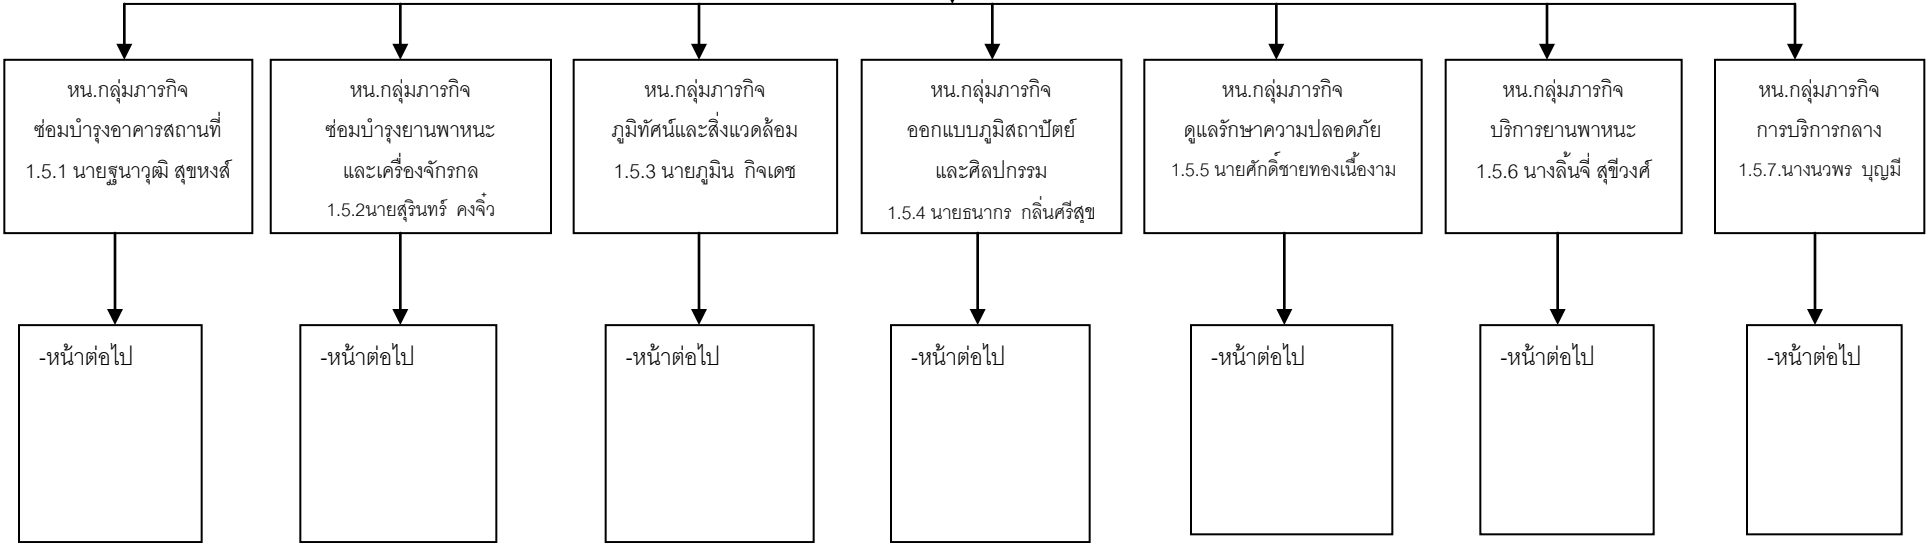 หน.กลุ่มภารกิจ
ซ่อมบำรุงอาคารสถานที่
1.5.1 นายฐนาวุฒิ สุขหงส์
หน.กลุ่มภารกิจ
ซ่อมบำรุงยานพาหนะ
และเครื่องจักรกล
1.5.2นายสุรินทร์ คงจิ๋ว
หน.กลุ่มภารกิจ
ภูมิทัศน์และสิ่งแวดล้อม
1.5.3 นายภูมิน กิจเดช
หน.กลุ่มภารกิจ
ออกแบบภูมิสถาปัตย์
และศิลปกรรม
1.5.4 นายธนากร กลิ่นศรีสุข
หน.กลุ่มภารกิจ
ดูแลรักษาความปลอดภัย
1.5.5 นายศักดิ์ชายทองเนื้องาม
หน.กลุ่มภารกิจ
บริการยานพาหนะ
1.5.6 นางลิ้นจี่ สุขีวงศ์
หน.กลุ่มภารกิจ
การบริการกลาง
1.5.7.นางนวพร บุญมี
-หน้าต่อไป
-หน้าต่อไป
-หน้าต่อไป
-หน้าต่อไป
-หน้าต่อไป
-หน้าต่อไป
-หน้าต่อไป